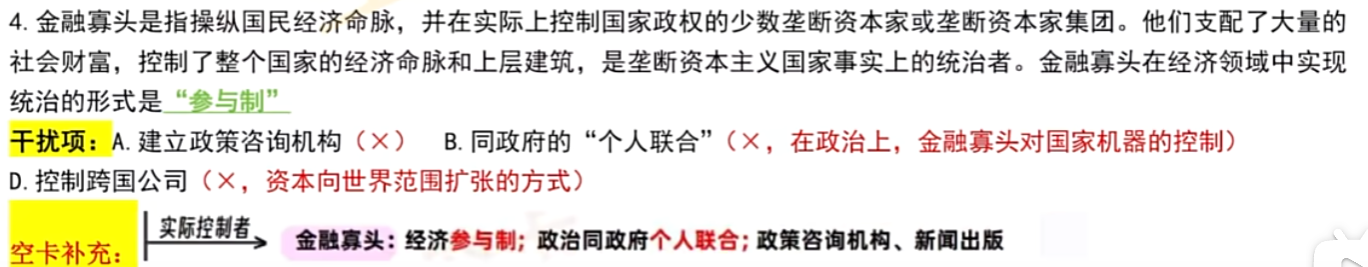 4. 金融寡头是指操纵国民经济命脉，并在实际上控制国家政权的少数垄断资本家或垄断资本家集团。他们支配了大量的
社会财富，控制了整个国家的经济命脉和上层建筑，是垄断资本主义国家事实上的统治者。金融寡头在经济领域中实现
统治的形式是“参与制”
干扰项：A. 建立政策咨询机构（×） B. 同政府的“个人联合”（×，在政治上，金融寡头对国家机器的控制）
D. 控制跨国公司（×，资本向世界范围扩张的方式）
空卡补充： 实际控制者 金融寡头：经济参与制；政治同政府个人联合；政策咨询机构、新闻出版